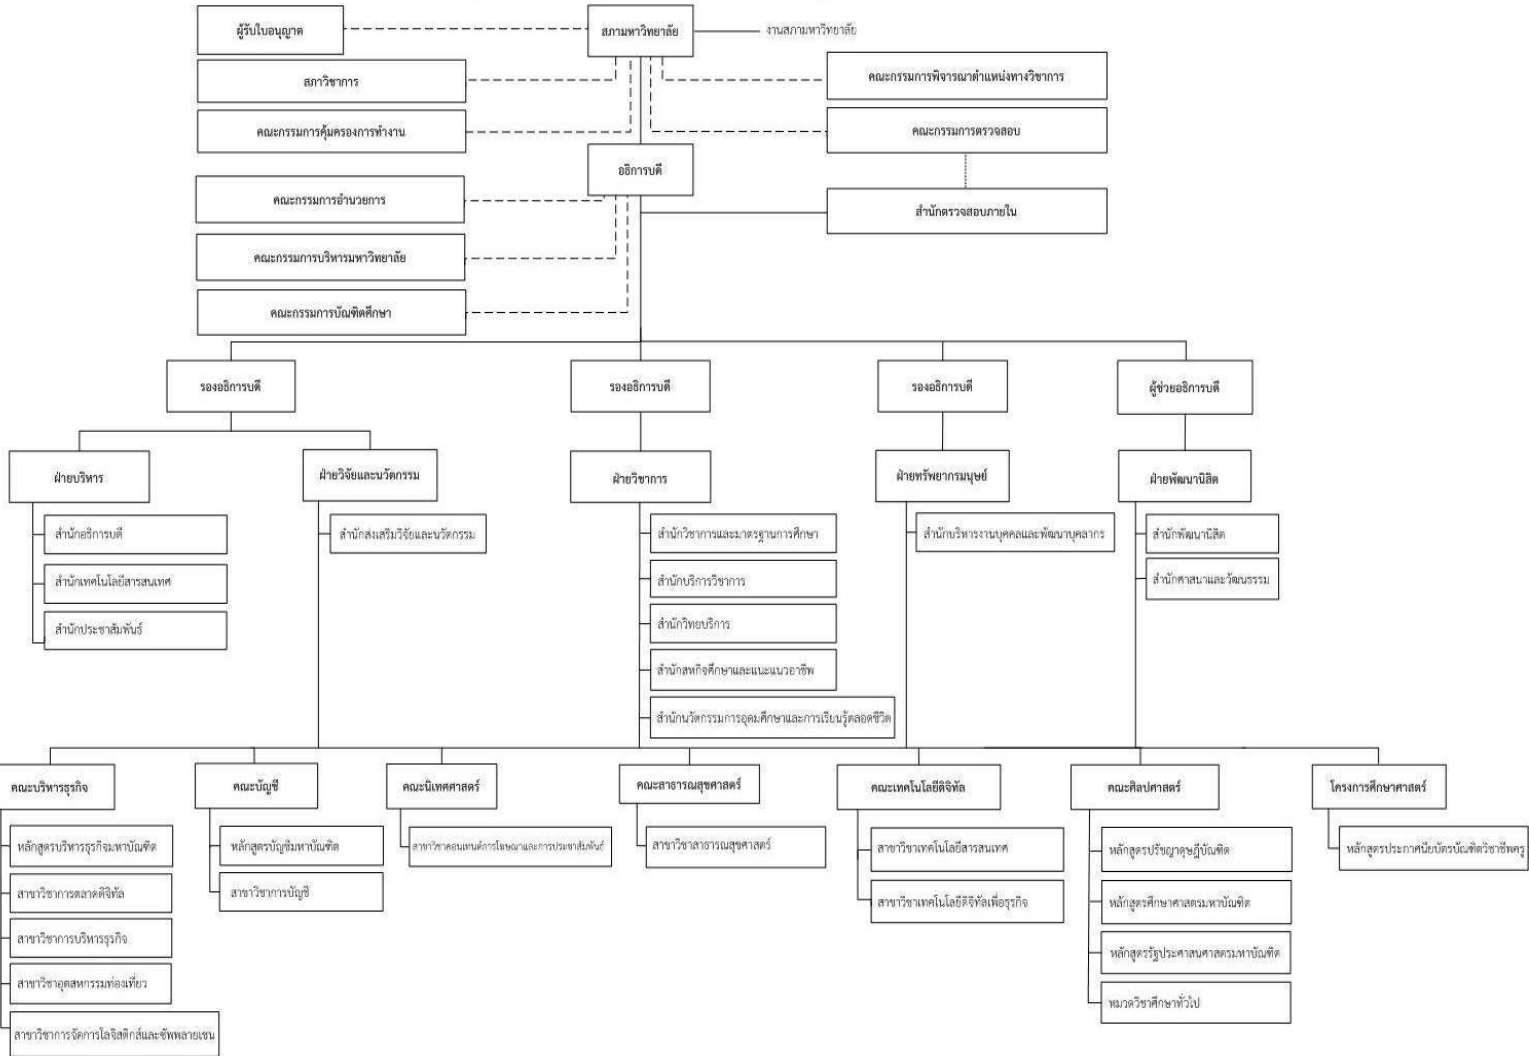 ผู้รับใบอนุญาต
สภามหาวิทยาลัย
งานสภามหาวิทยาลัย
สภาวิชาการ
คณะกรรมการพิจารณาตำแหน่งทางวิชาการ
คณะกรรมการคุ้มครองการทำงาน
คณะกรรมการตรวจสอบ
อธิการบดี
คณะกรรมการอำนวยการ
สำนักตรวจสอบภายใน
คณะกรรมการบริหารมหาวิทยาลัย
คณะกรรมการบัณฑิตศึกษา
รองอธิการบดี
รองอธิการบดี
รองอธิการบดี
ผู้ช่วยอธิการบดี
ฝ่ายบริหาร
ฝ่ายวิจัยและนวัตกรรม
ฝ่ายวิชาการ
ฝ่ายทรัพยากรมนุษย์
ฝ่ายพัฒนานิสิต
สำนักอธิการบดี
สำนักเทคโนโลยีสารสนเทศ
สำนักประชาสัมพันธ์
สำนักส่งเสริมวิจัยและนวัตกรรม
สำนักวิชาการและมาตรฐานการศึกษา
สำนักบริการวิชาการ
สำนักวิทยบริการ
สำนักสหกิจศึกษาและแนะแนวอาชีพ
สำนักนวัตกรรมการอุดมศึกษาและการเรียนรู้ตลอดชีวิต
สำนักบริหารงานบุคคลและพัฒนาบุคลากร
สำนักพัฒนานิสิต
สำนักศาสนาและวัฒนธรรม
คณะบริหารธุรกิจ
คณะบัญชี
คณะนิเทศศาสตร์
คณะสาธารณสุขศาสตร์
คณะเทคโนโลยีดิจิทัล
คณะศิลปศาสตร์
โครงการศึกษาศาสตร์
หลักสูตรบริหารธุรกิจมหาบัณฑิต
สาขาวิชาการตลาดดิจิทัล
สาขาวิชาการบริหารธุรกิจ
สาขาวิชาอุตสหกรรมท่องเที่ยว
สาขาวิชาการจัดการโลจิสติกส์และซัพพลายเชน
หลักสูตรบัญชีมหาบัณฑิต
สาขาวิชาการบัญชี
สาขาวิชาคอนเทนต์การโฆษณาและการประชาสัมพันธ์
สาขาวิชาสาธารณสุขศาสตร์
สาขาวิชาเทคโนโลยีสารสนเทศ
สาขาวิชาเทคโนโลยีดิจิทัลเพื่อธุรกิจ
หลักสูตรปรัชญาดุษฎีบัณฑิต
หลักสูตรศึกษาศาสตรมหาบัณฑิต
หลักสูตรรัฐประศาสนศาสตรมหาบัณฑิต
หมวดวิชาศึกษาทั่วไป
หลักสูตรประกาศนียบัตรบัณฑิตวิชาชีพครู